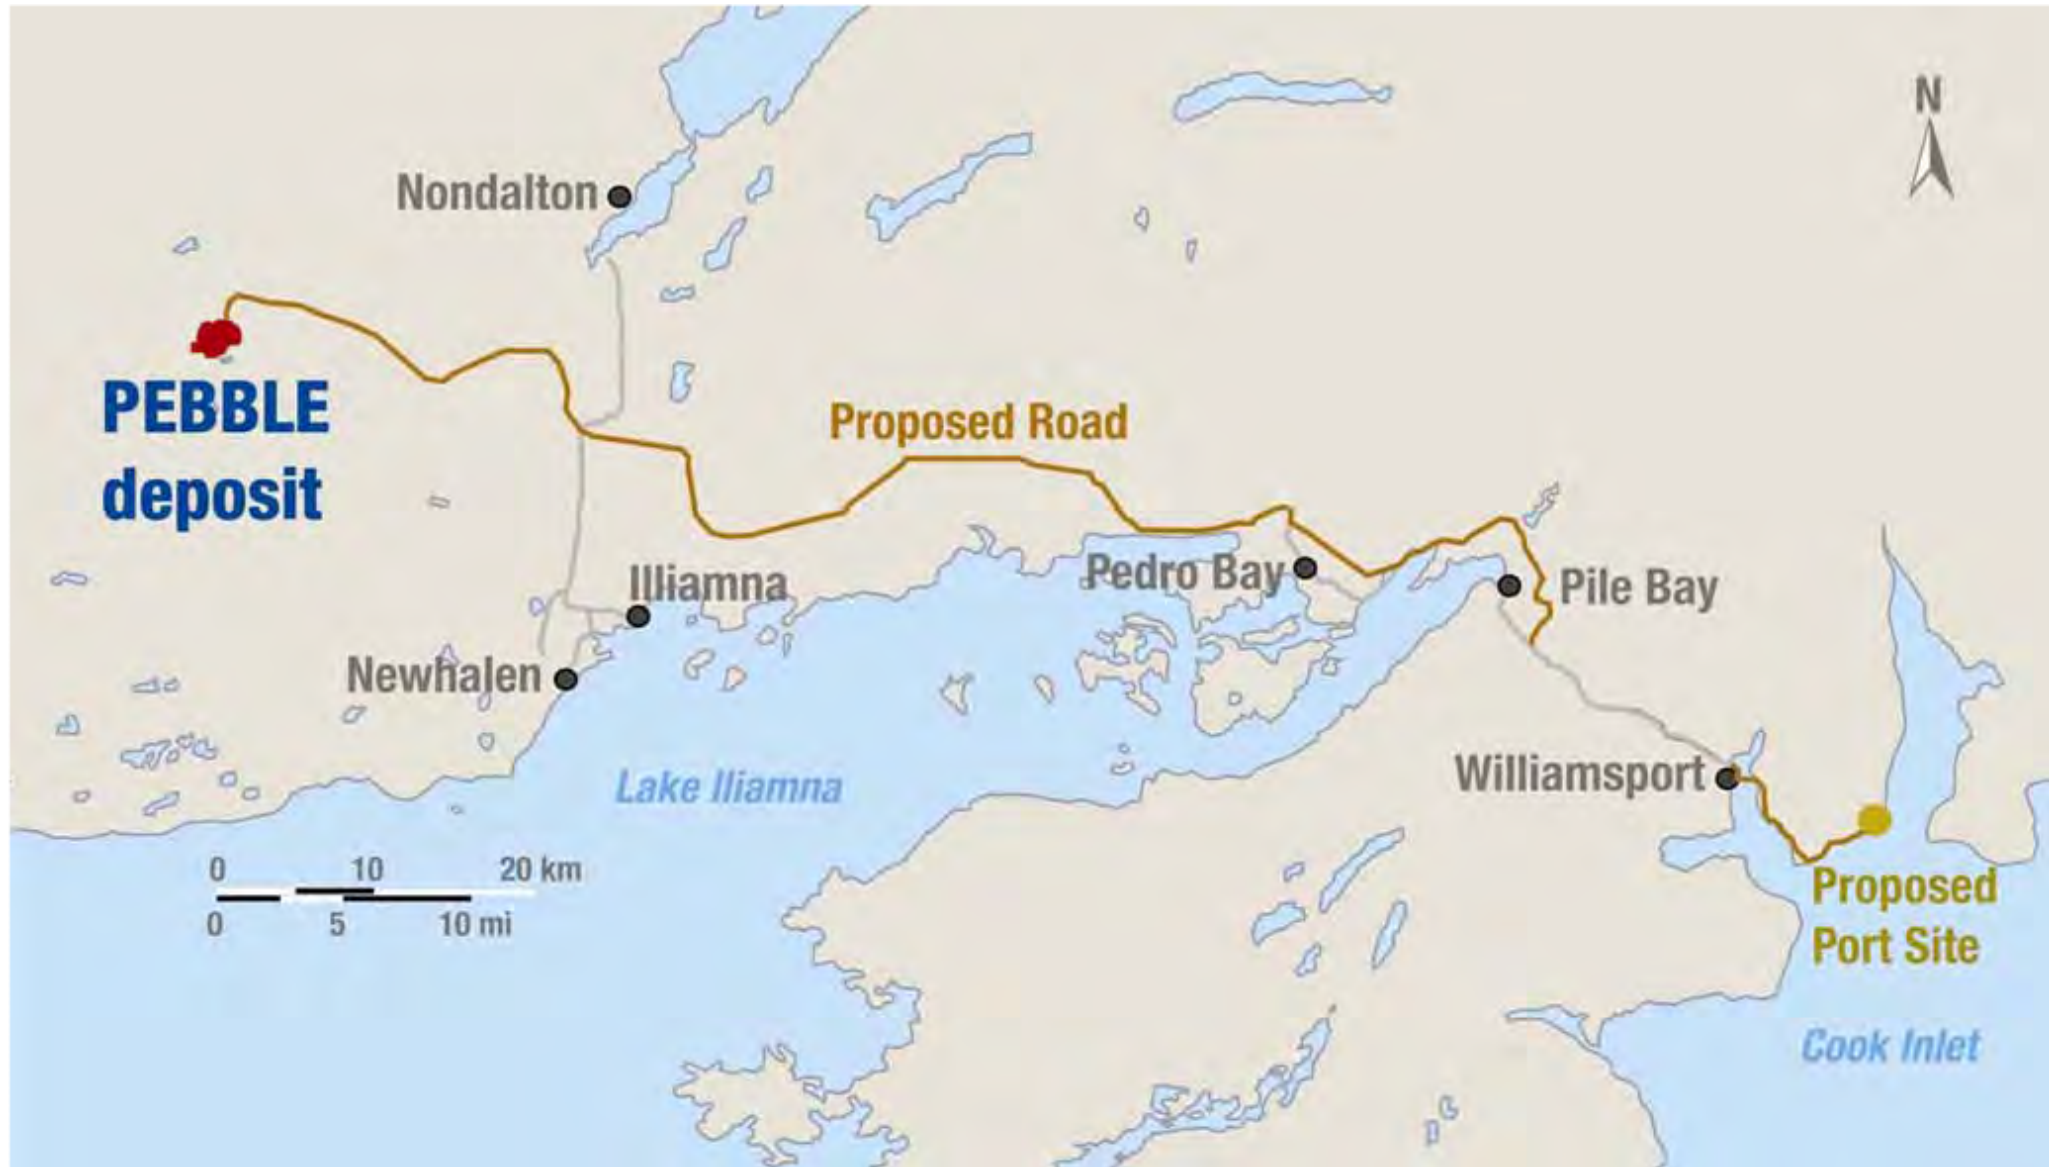 N
Nondalton
PEBBLE
deposit
Proposed Road
Illiamna
Pedro Bay
Pile Bay
Newhalen
Lake Iliamna
Williamsport
0 10 20 km
0 5 10 mi
Proposed
Port Site
Cook Inlet